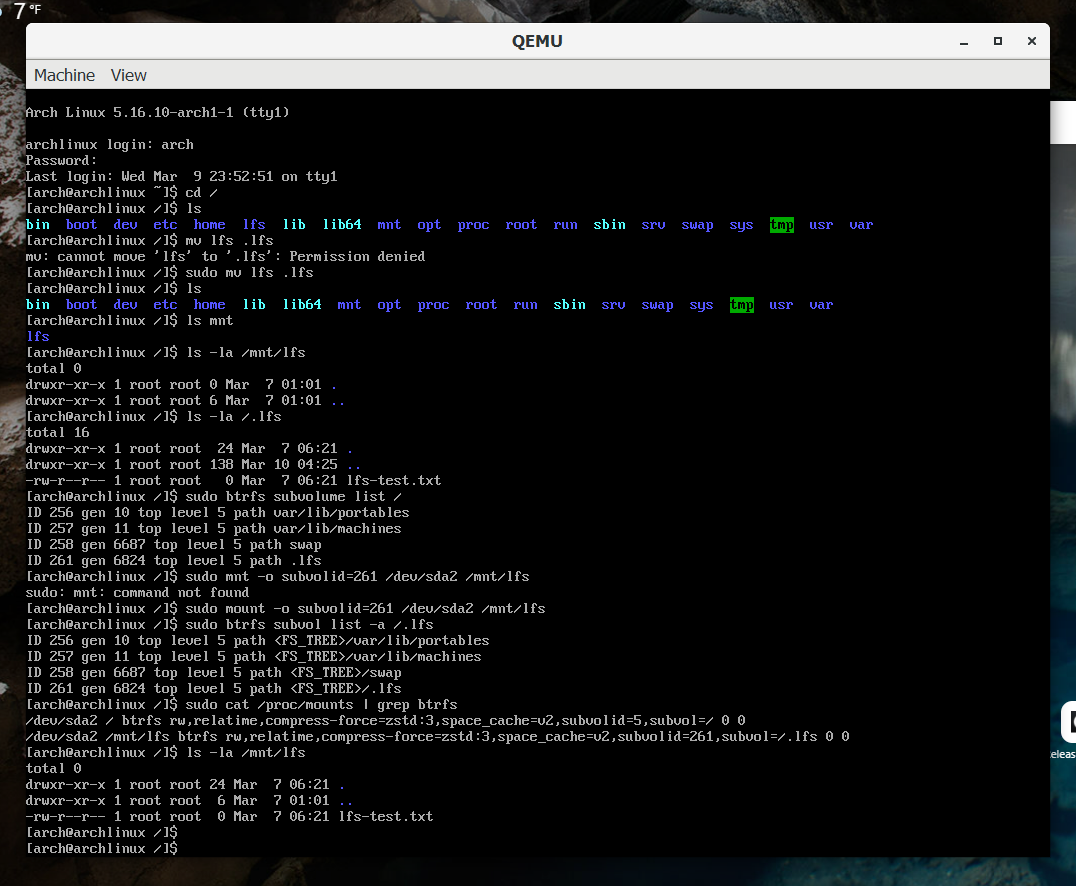 7 °F
QEMU
Machine View
Arch Linux 5.16.10-arch1-1 (tty1)
archlinux login: arch
Password:
Last login: Wed Mar  9 23:52:51 on tty1
[arch@archlinux ~]$ cd /
[arch@archlinux /]$ ls
bin  boot  dev  etc  home  lfs  lib  lib64  mnt  opt  proc  root  run  sbin  srv  swap  sys  tmp  usr  var
[arch@archlinux /]$ mv lfs .lfs
mv: cannot move 'lfs' to '.lfs': Permission denied
[arch@archlinux /]$ sudo mv lfs .lfs
[arch@archlinux /]$ ls
bin  boot  dev  etc  home  lib  lib64  mnt  opt  proc  root  run  sbin  srv  swap  sys  tmp  usr  var
[arch@archlinux /]$ ls mnt
lfs
[arch@archlinux /]$ ls -la /mnt/lfs
total 0
drwxr-xr-x 1 root root 0 Mar  7 01:01 .
drwxr-xr-x 1 root root 6 Mar  7 01:01 ..
[arch@archlinux /]$ ls -la /.lfs
total 16
drwxr-xr-x 1 root root  24 Mar  7 06:21 .
drwxr-xr-x 1 root root 138 Mar 10 04:25 ..
-rw-r--r-- 1 root root   0 Mar  7 06:21 lfs-test.txt
[arch@archlinux /]$ sudo btrfs subvolume list /
ID 256 gen 10 top level 5 path var/lib/portables
ID 257 gen 11 top level 5 path var/lib/machines
ID 258 gen 6687 top level 5 path swap
ID 261 gen 6824 top level 5 path .lfs
[arch@archlinux /]$ sudo mnt -o subvolid=261 /dev/sda2 /mnt/lfs
sudo: mnt: command not found
[arch@archlinux /]$ sudo mount -o subvolid=261 /dev/sda2 /mnt/lfs
[arch@archlinux /]$ sudo btrfs subvol list -a /.lfs
ID 256 gen 10 top level 5 path <FS_TREE>/var/lib/portables
ID 257 gen 11 top level 5 path <FS_TREE>/var/lib/machines
ID 258 gen 6687 top level 5 path <FS_TREE>/swap
ID 261 gen 6824 top level 5 path <FS_TREE>/.lfs
[arch@archlinux /]$ sudo cat /proc/mounts | grep btrfs
/dev/sda2 / btrfs rw,relatime,compress-force=zstd:3,space_cache=v2,subvolid=5,subvol=/ 0 0
/dev/sda2 /mnt/lfs btrfs rw,relatime,compress-force=zstd:3,space_cache=v2,subvolid=261,subvol=/.lfs 0 0
[arch@archlinux /]$ ls -la /mnt/lfs
total 0
drwxr-xr-x 1 root root 24 Mar  7 06:21 .
drwxr-xr-x 1 root root  6 Mar  7 01:01 ..
-rw-r--r-- 1 root root  0 Mar  7 06:21 lfs-test.txt
[arch@archlinux /]$
[arch@archlinux /]$